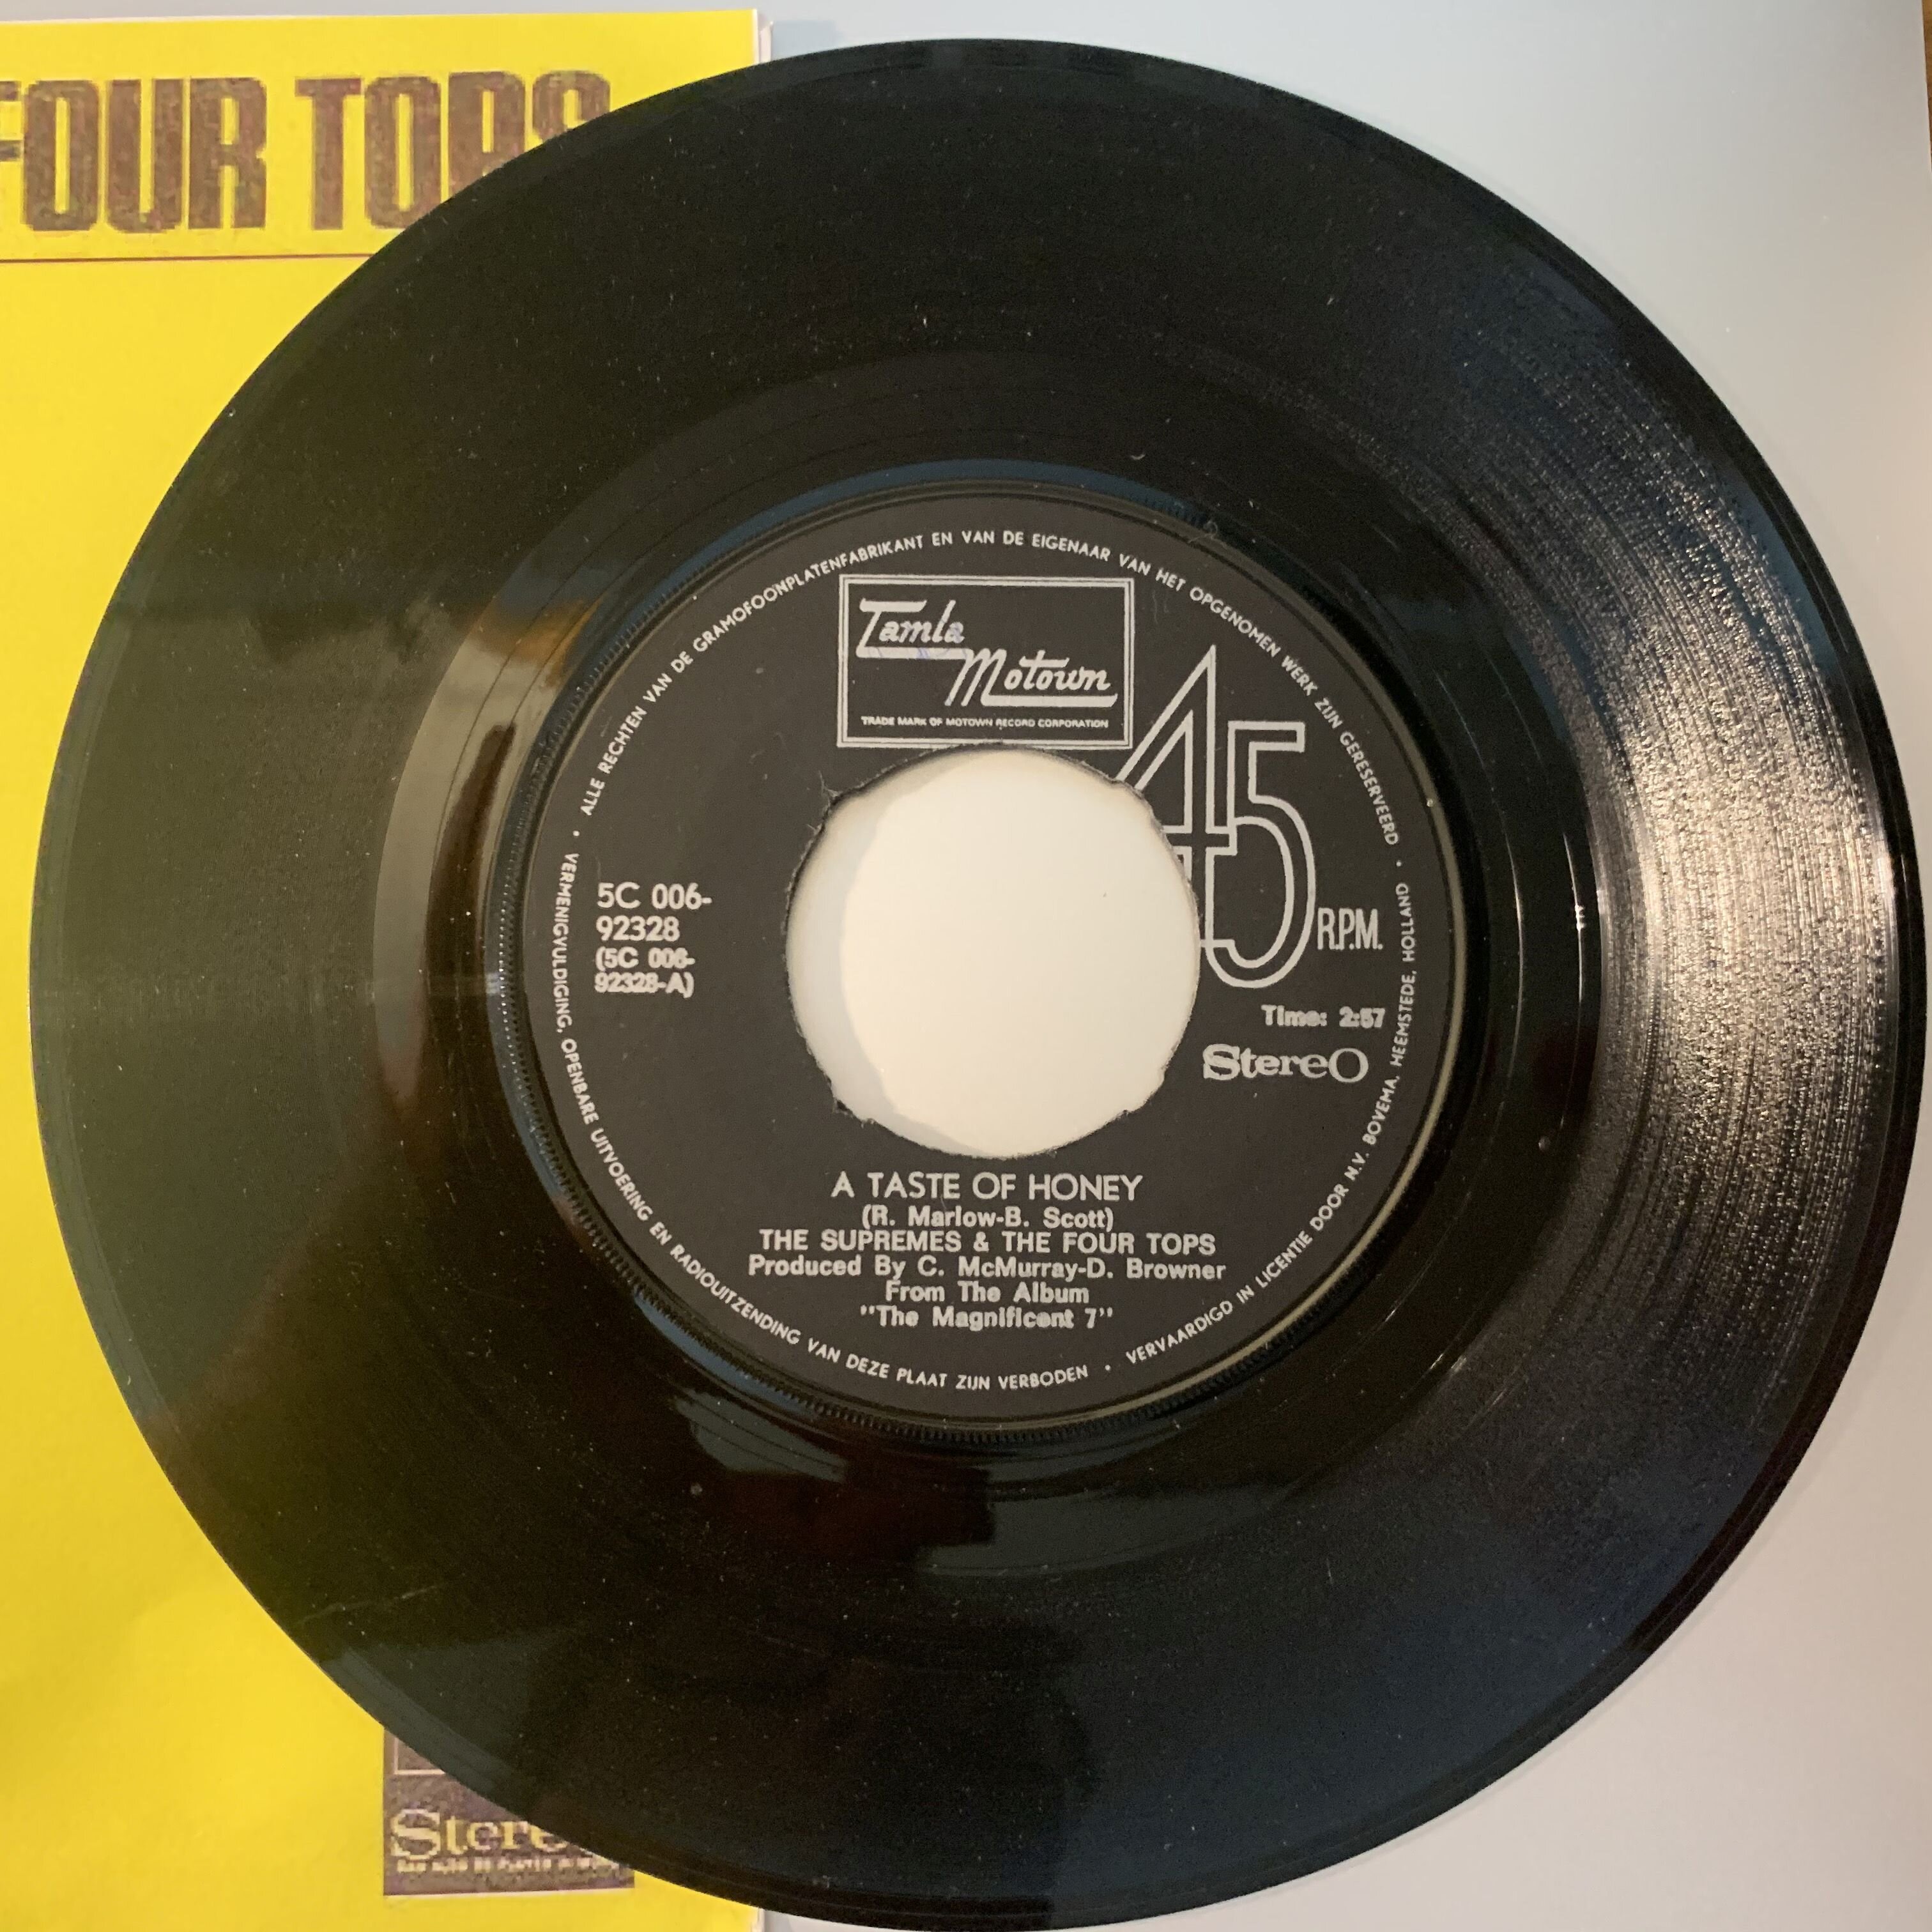 FOUR TOPS
ALLE RECHTEN VAN DE GRAMOFOONPLATENFABRIKANT EN VAN DE EIGENAAR VAN HET OPGENOMEN WERK ZIJN GERESERVEERD •
Tamla
Motown
TRADE MARK OF MOTOWN RECORD CORPORATION
45
R.P.M.
5C 006-
92328
(5C 006-
92328-A)
Time: 2:57
Stereo
A TASTE OF HONEY
(R. Marlow-B. Scott)
THE SUPREMES & THE FOUR TOPS
Produced By C. McMurray-D. Browner
From The Album
"The Magnificent 7"
VERMENIGVULDIGING, OPENBARE UITVOERING EN RADIOUITZENDING VAN DEZE PLAAT ZIJN VERBODEN •
VERVAARDIGD IN LICENTIE DOOR N.V. BOVEMA, HEEMSTEDE, HOLLAND •